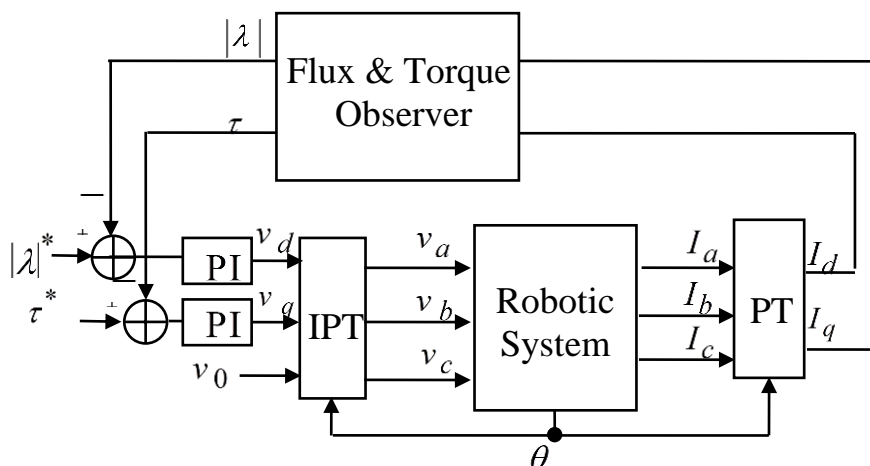 |λ|
Flux & Torque
Observer
τ
−
+
|λ|*
−
PI
v_d
v_a
I_a
I_d
τ*
+
PI
v_q
IPT
v_b
Robotic
System
I_b
PT
I_q
v_0
v_c
I_c
θ